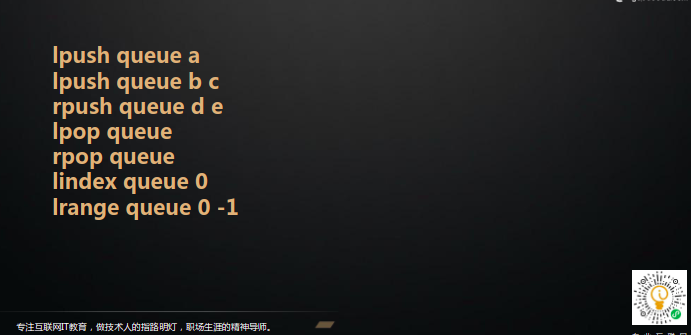 lpush queue a
lpush queue b c
rpush queue d e
lpop queue
rpop queue
lindex queue 0
lrange queue 0 -1
专注互联网IT教育，做技术人的指路明灯，职场生涯的精神导师。